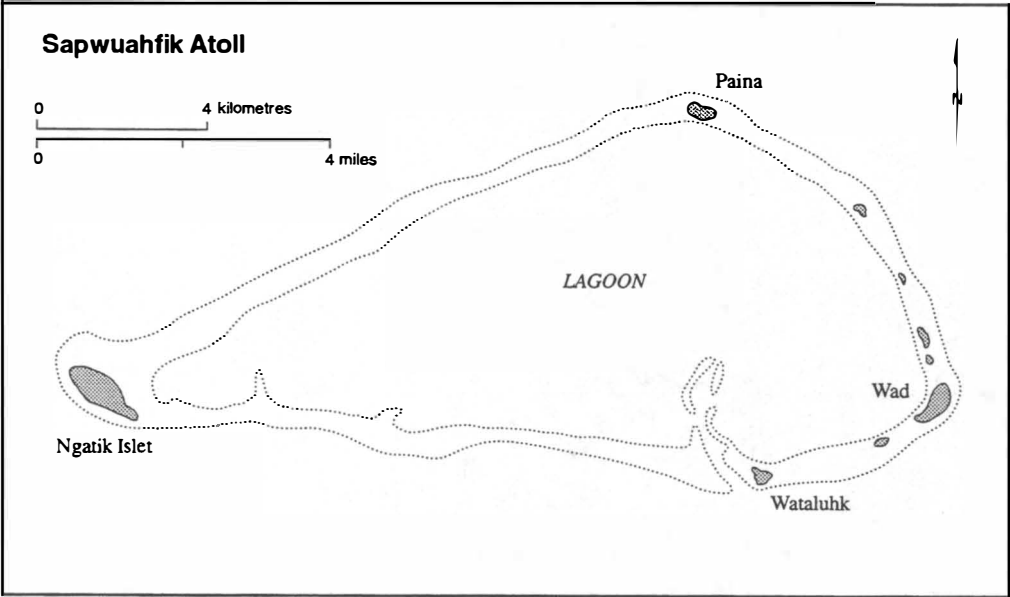 Sapwuahfik Atoll
0 4 kilometres
0 4 miles
Paina
N
LAGOON
Wad
Ngatik Islet
Wataluhk